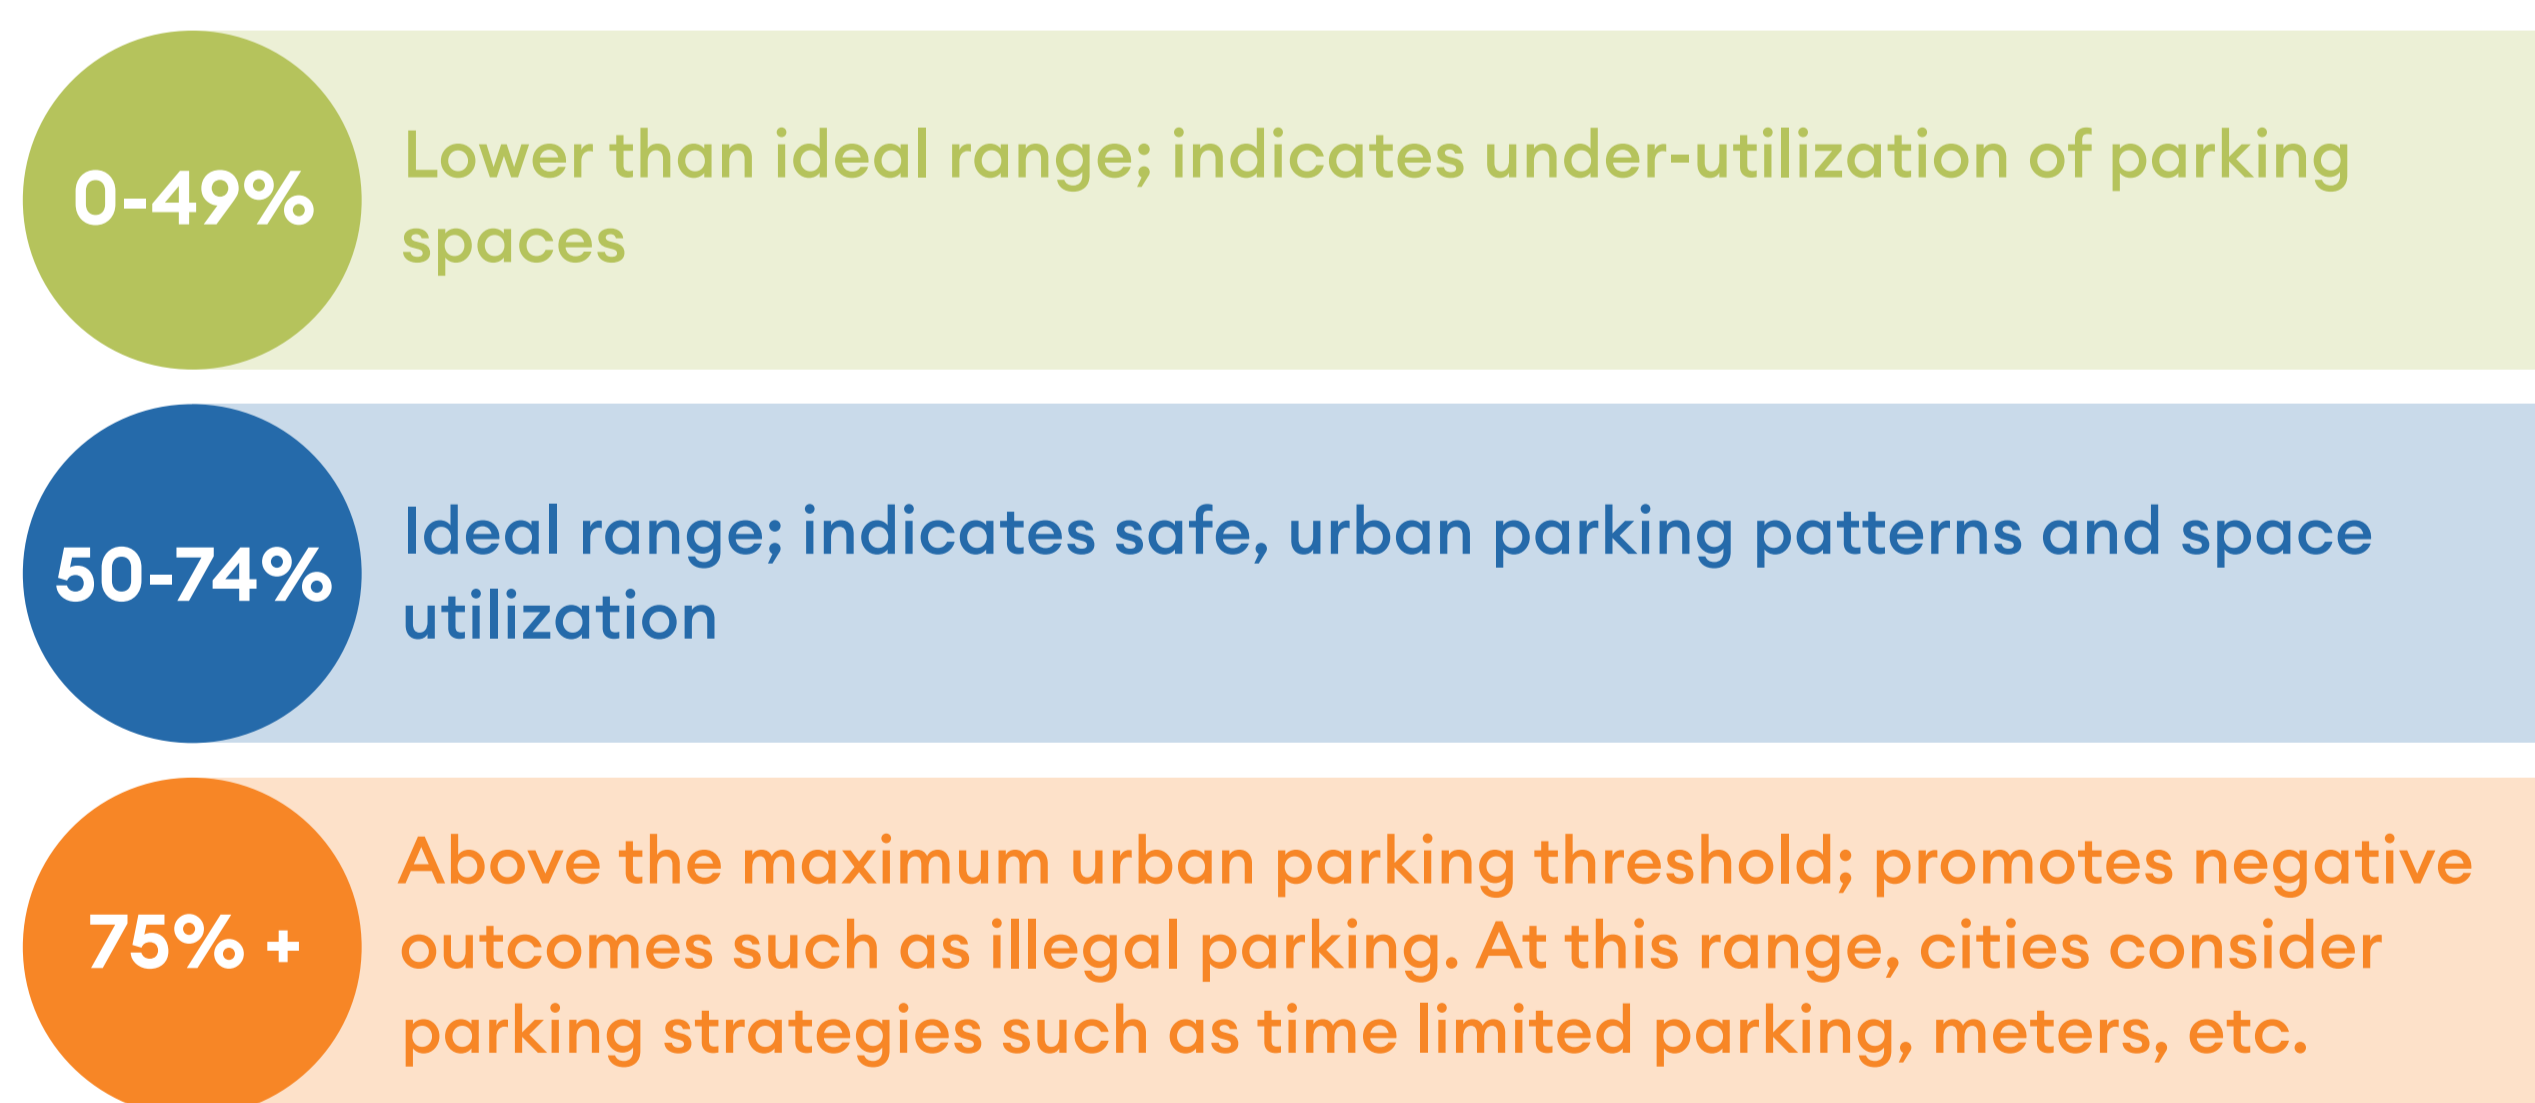 0-49%
Lower than ideal range; indicates under-utilization of parking
spaces
50-74%
Ideal range; indicates safe, urban parking patterns and space
utilization
75% +
Above the maximum urban parking threshold; promotes negative
outcomes such as illegal parking. At this range, cities consider
parking strategies such as time limited parking, meters, etc.